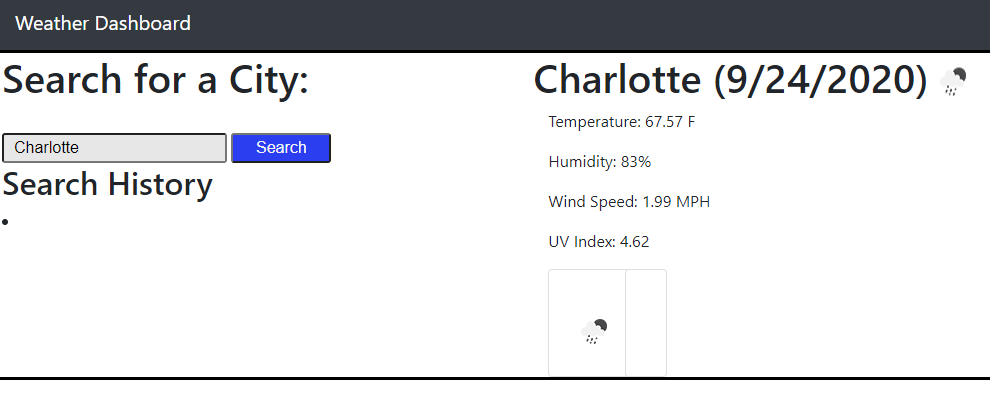 Weather Dashboard
Search for a City:
Charlotte Search
Search History
Charlotte (9/24/2020)
Temperature: 67.57 F
Humidity: 83%
Wind Speed: 1.99 MPH
UV Index: 4.62